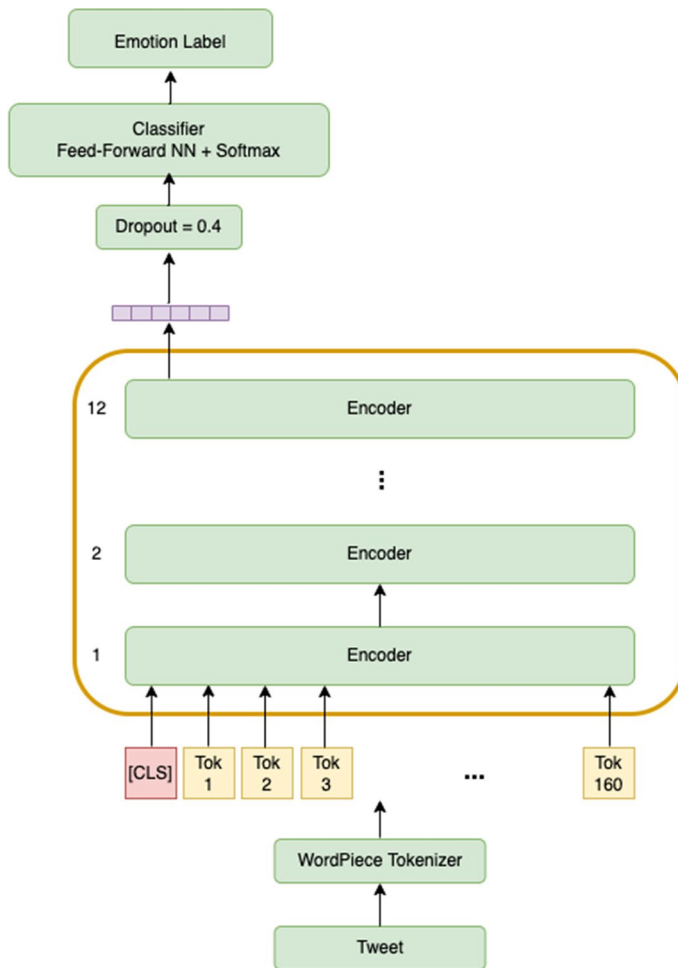 Emotion Label
Classifier
Feed-Forward NN + Softmax
Dropout = 0.4
12
Encoder
...
2
Encoder
1
Encoder
[CLS]
Tok
1
Tok
2
Tok
3
...
Tok
160
WordPiece Tokenizer
Tweet